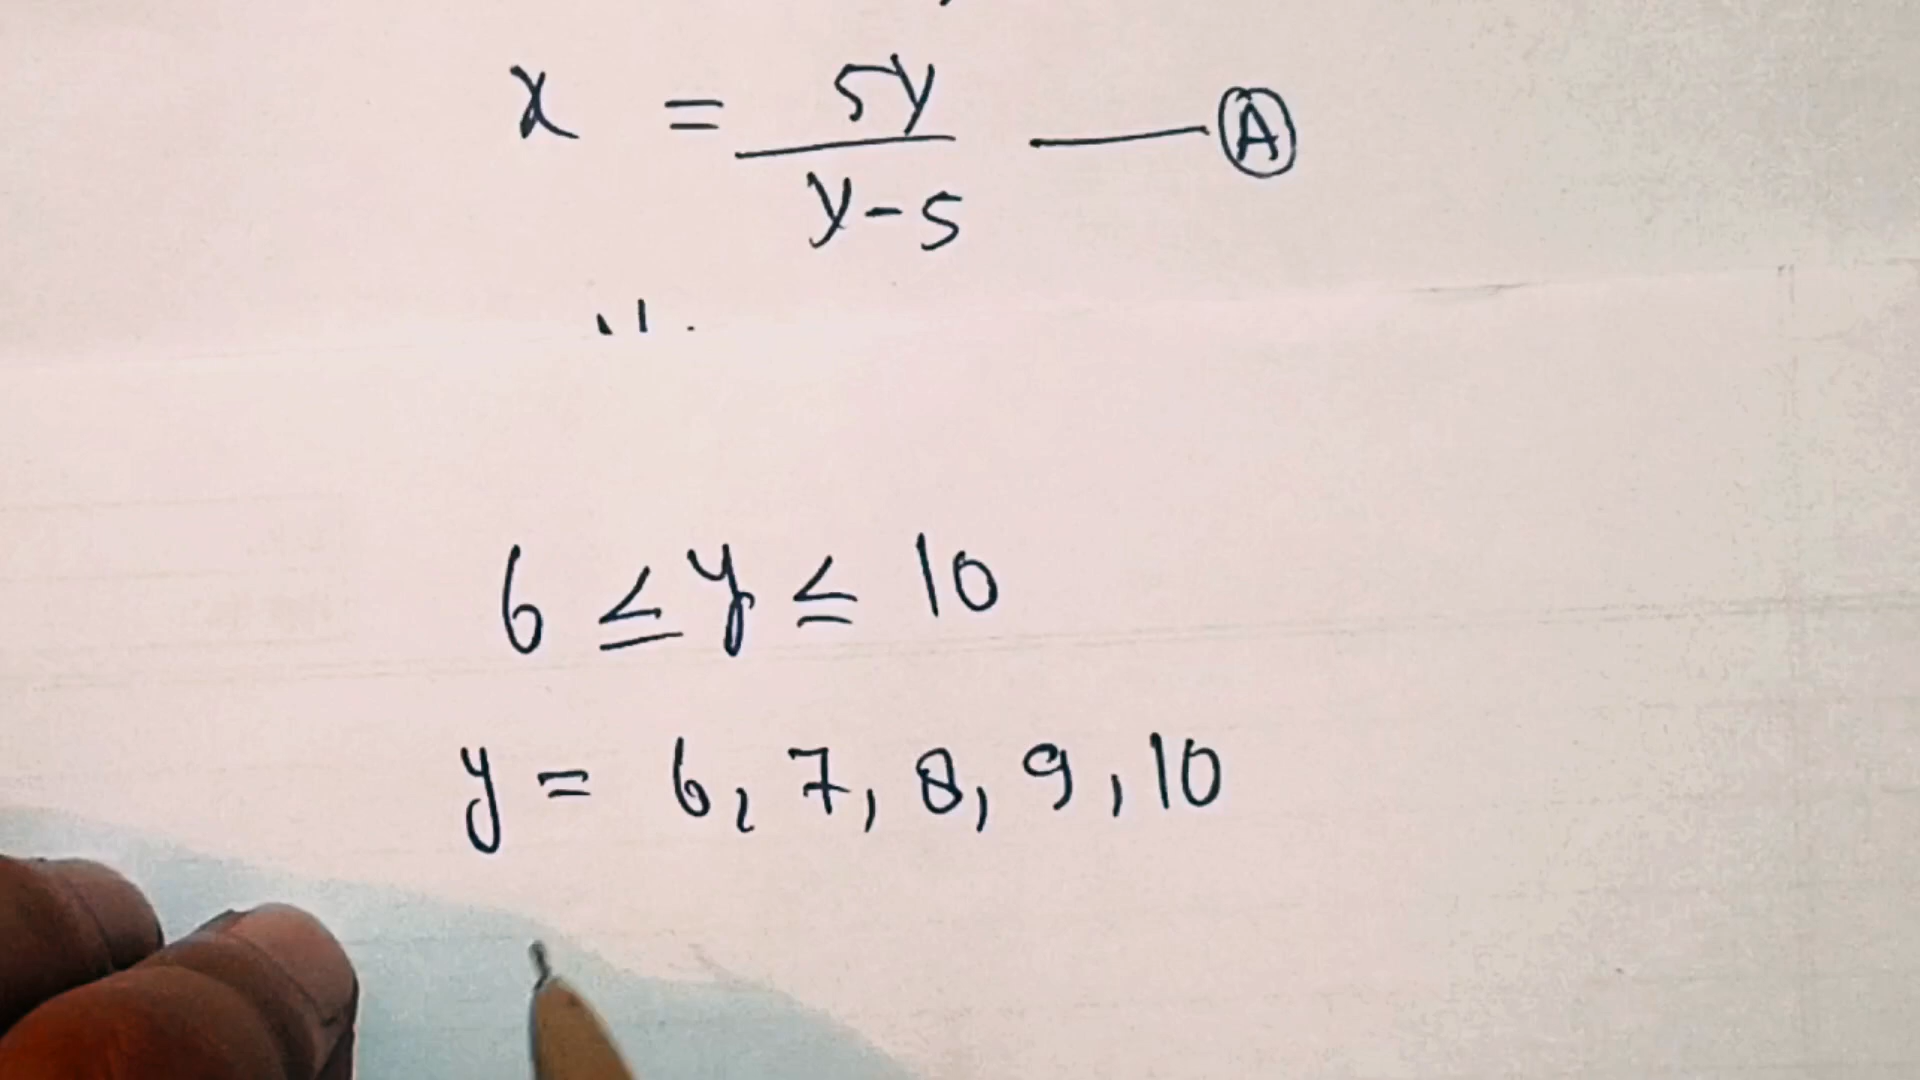 x = 5y/y-5 — A
6 ≤ y ≤ 10
y = 6, 7, 8, 9, 10